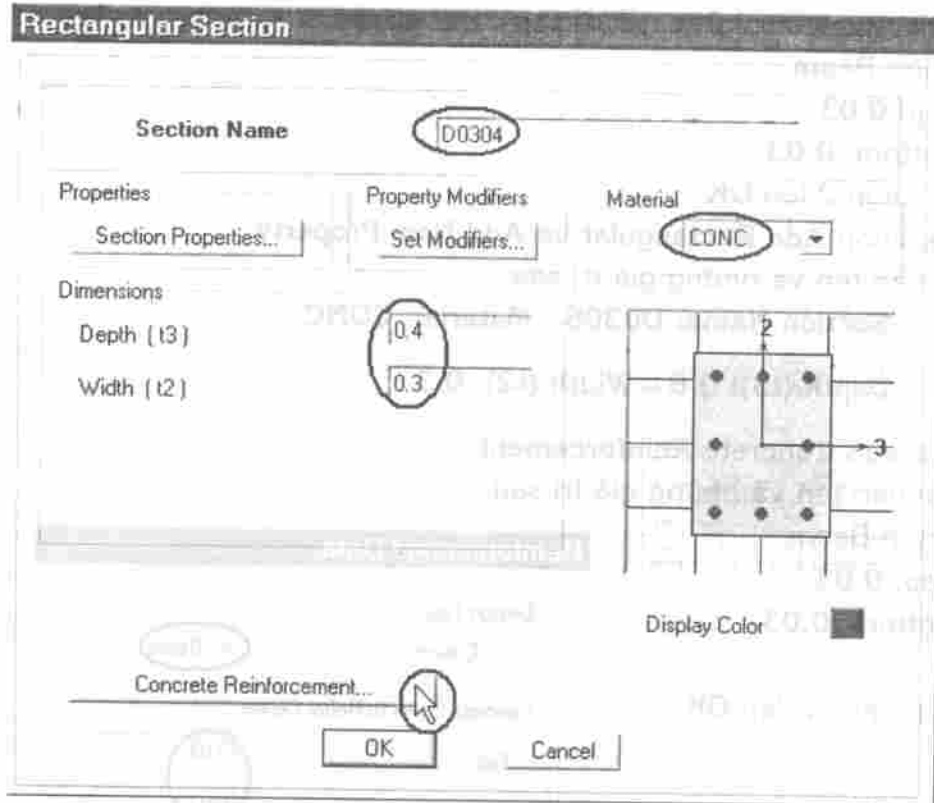 Rectangular Section
Section Name D0304
Properties Property Modifiers Material
Section Properties... Set Modifiers... CONC
Dimensions
Depth (t3) 0.4
Width (t2) 0.3
2
3
Display Color
Concrete Reinforcement...
OK Cancel